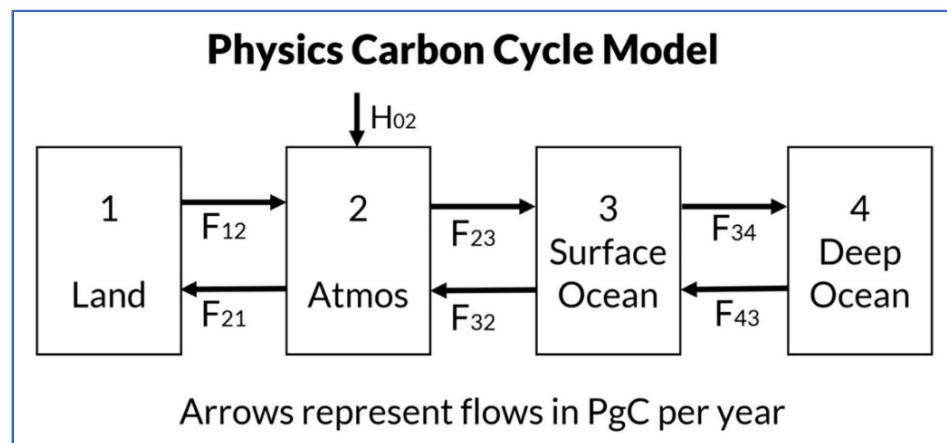 Physics Carbon Cycle Model
H02
1
Land
F12
F21
2
Atmos
F23
F32
3
Surface
Ocean
F34
F43
4
Deep
Ocean
Arrows represent flows in PgC per year